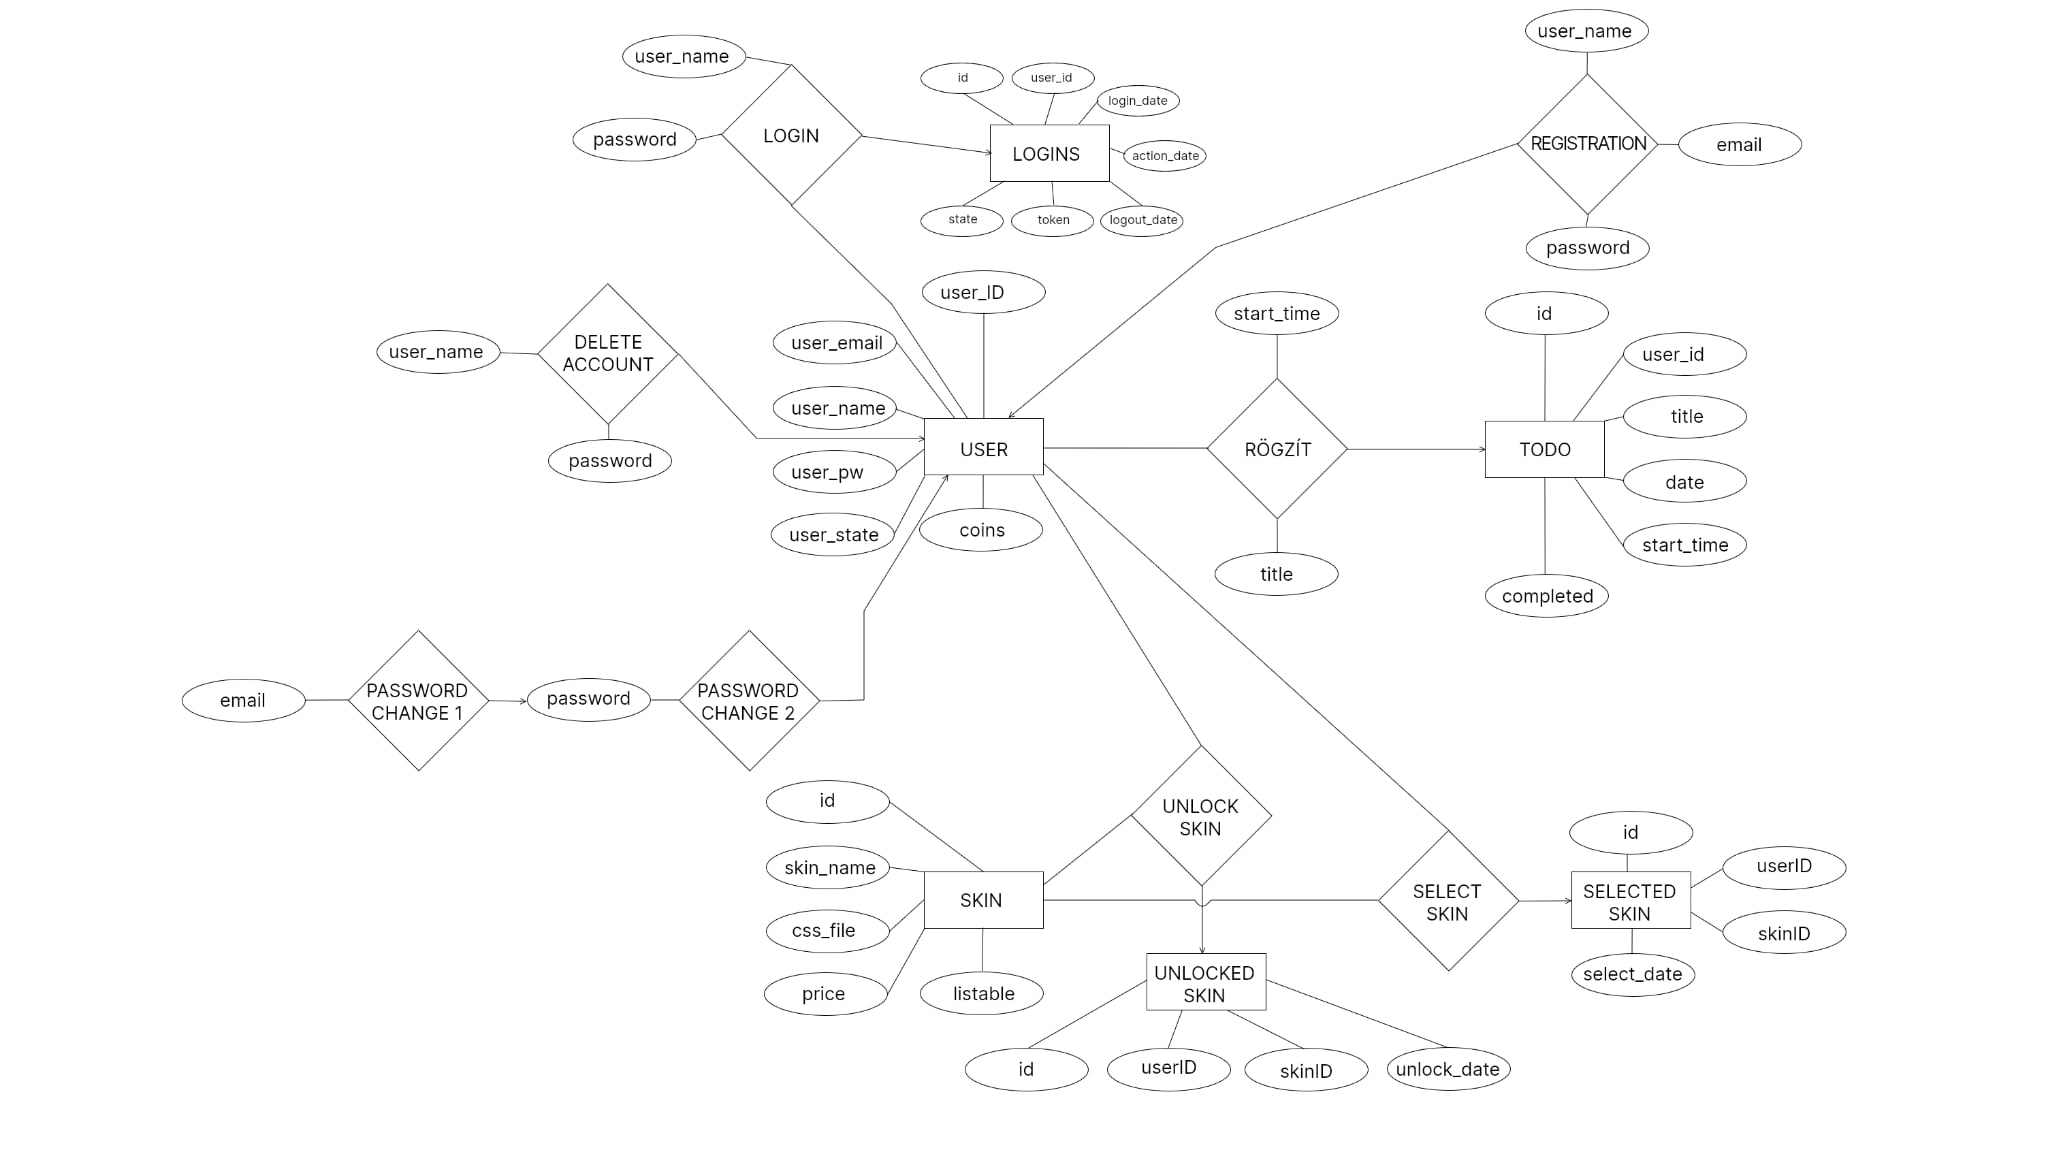 user_name
user_name
id
user_id
login_date
password
LOGIN
LOGINS
action_date
REGISTRATION
email
state
token
logout_date
password
user_ID
start_time
id
user_email
DELETE
ACCOUNT
user_name
user_id
user_name
title
USER
RÖGZÍT
TODO
password
user_pw
date
user_state
coins
start_time
title
completed
email
PASSWORD
CHANGE 1
password
PASSWORD
CHANGE 2
id
UNLOCK
SKIN
id
skin_name
userID
SKIN
SELECT
SKIN
SELECTED
SKIN
css_file
skinID
price
listable
UNLOCKED
SKIN
select_date
id
userID
skinID
unlock_date